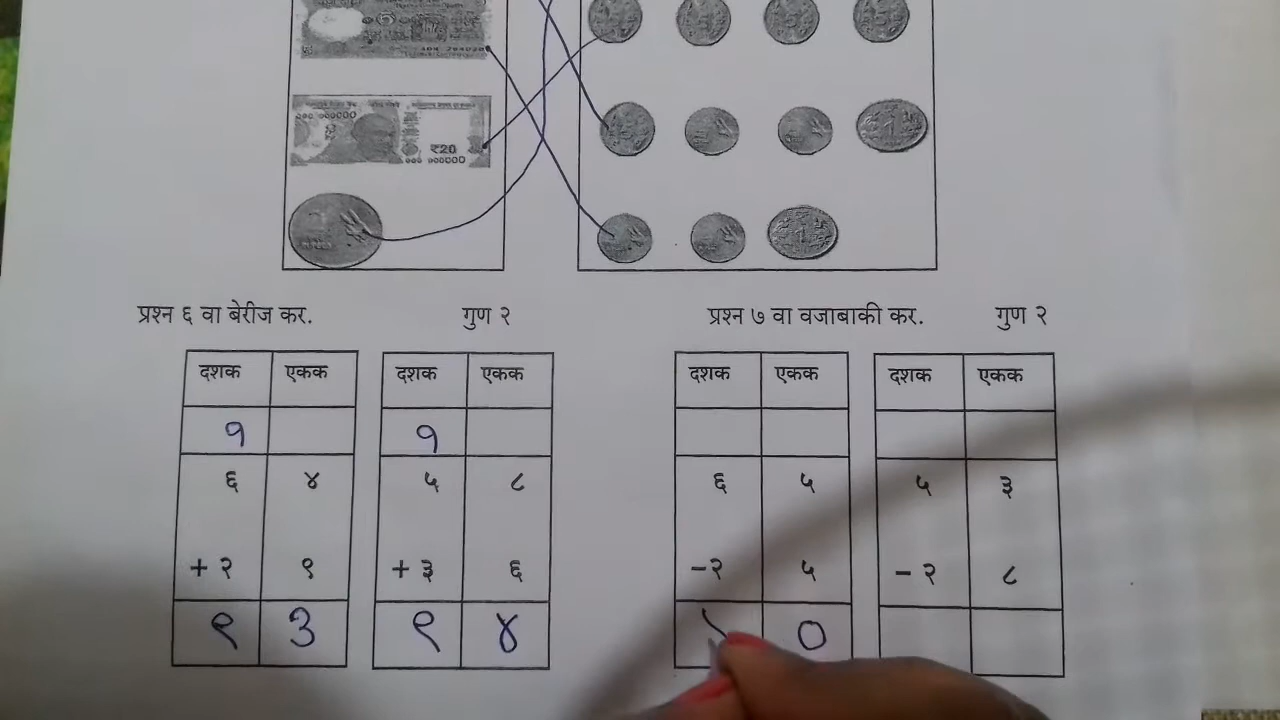 ₹20
प्रश्न ६ वा बेरीज कर. गुण २ प्रश्न ७ वा वजाबाकी कर. गुण २
दशक एकक दशक एकक दशक एकक दशक एकक
१ १
६ ४ ५ ८ ६ ५ ५ ३
+ २ ९ + ३ ६ - २ ५ - २ ८
९ ३ ९ ४ ०